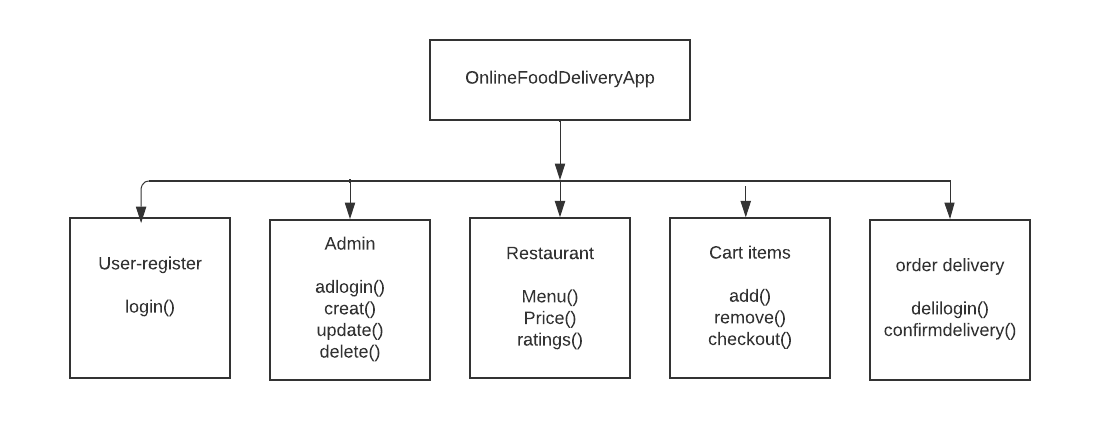 OnlineFoodDeliveryApp
User-register
login()
Admin
adlogin()
creat()
update()
delete()
Restaurant
Menu()
Price()
ratings()
Cart items
add()
remove()
checkout()
order delivery
delilogin()
confirmdelivery()